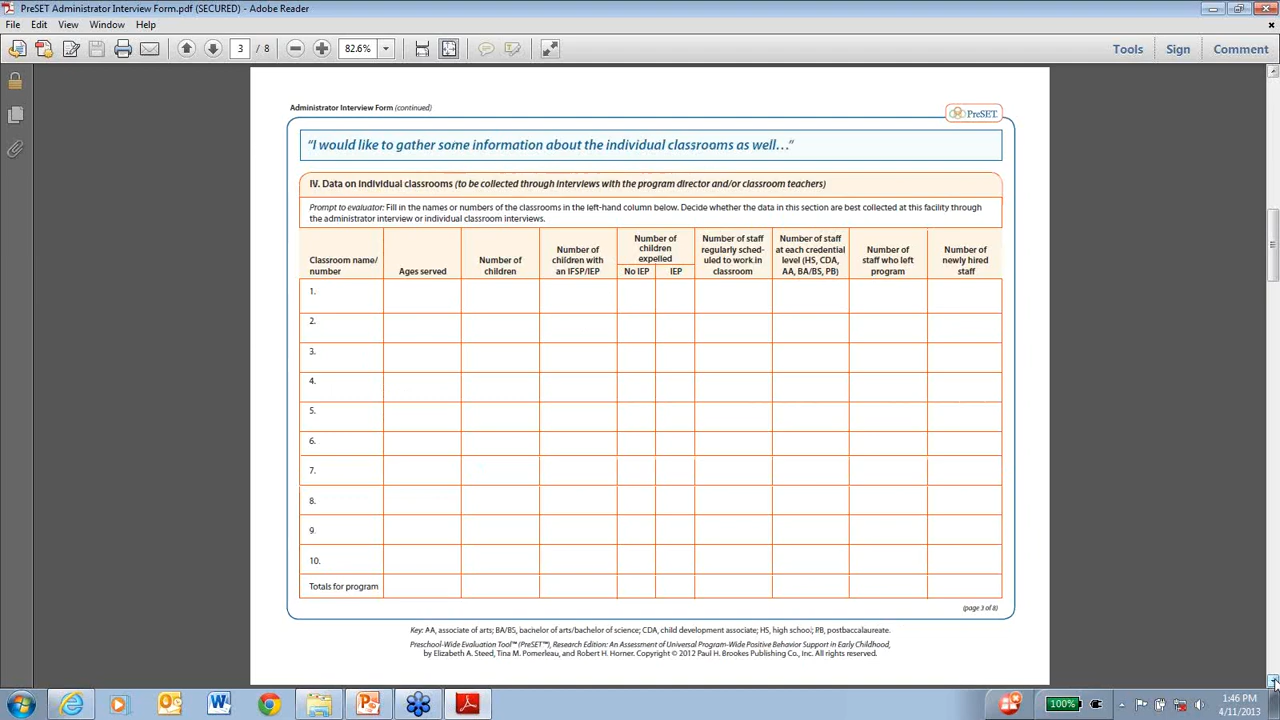 PreSET Administrator Interview Form.pdf (SECURED) - Adobe Reader
File Edit View Window Help
3 / 8 82.6% Tools Sign Comment
Administrator Interview Form (continued)
PreSET
“I would like to gather some information about the individual classrooms as well…”
IV. Data on individual classrooms (to be collected through interviews with the program director and/or classroom teachers)
Prompt to evaluator: Fill in the names or numbers of the classrooms in the left-hand column below. Decide whether the data in this section are best collected at this facility through
the administrator interview or individual classroom interviews.
Classroom name/
number
Ages served
Number of
children
Number of
children with
an IFSP/IEP
Number of
children
expelled
No IEP IEP
Number of staff
regularly sched-
uled to work in
classroom
Number of staff
at each credential
level (HS, CDA,
AA, BA/BS, PB)
Number of
staff who left
program
Number of
newly hired
staff
1.
2.
3.
4.
5.
6.
7.
8.
9.
10.
Totals for program
(page 3 of 8)
Key: AA, associate of arts; BA/BS, bachelor of arts/bachelor of science; CDA, child development associate; HS, high school; PB, postbaccalaureate.
Preschool-Wide Evaluation Tool™ (PreSET™), Research Edition: An Assessment of Universal Program-Wide Positive Behavior Support in Early Childhood,
by Elizabeth A. Steed, Tina M. Pomerleau, and Robert H. Horner. Copyright © 2012 Paul H. Brookes Publishing Co., Inc. All rights reserved.
100%
1:46 PM
4/11/2013